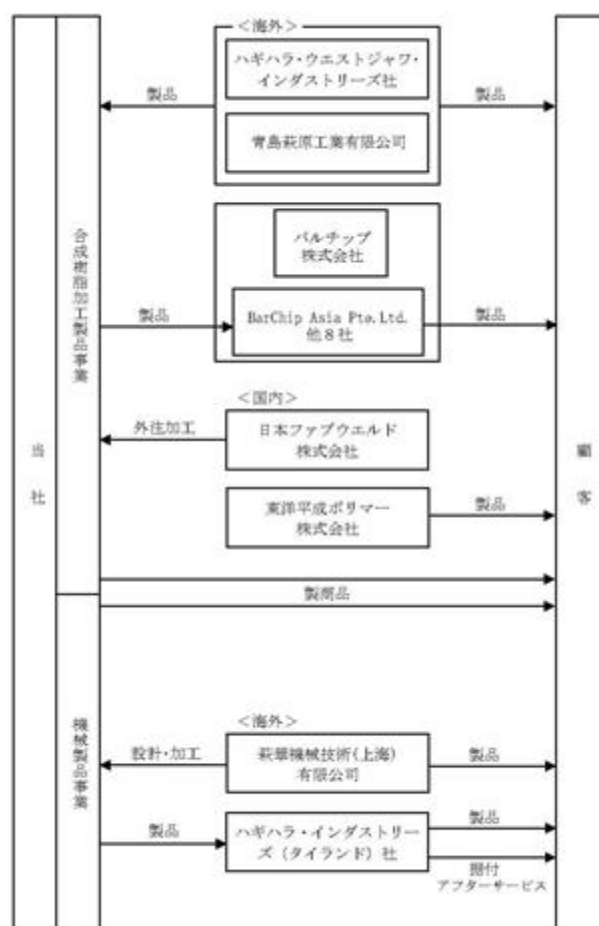 ＜海外＞
ハギハラ・ウエストジャワ・
インダストリーズ社
製品
製品
青島萩原工業有限公司
合成樹脂加工製品事業
バルチップ
株式会社
製品
BarChip Asia Pte.Ltd.
他８社
製品
＜国内＞
外注加工
日本ファブウエルド
株式会社
当社
顧客
東洋平成ポリマー
株式会社
製品
製商品
機械製品事業
＜海外＞
設計・加工
萩華機械技術(上海)
有限公司
製品
製品
ハギハラ・インダストリー
ズ（タイランド）社
製品
据付
アフターサービス